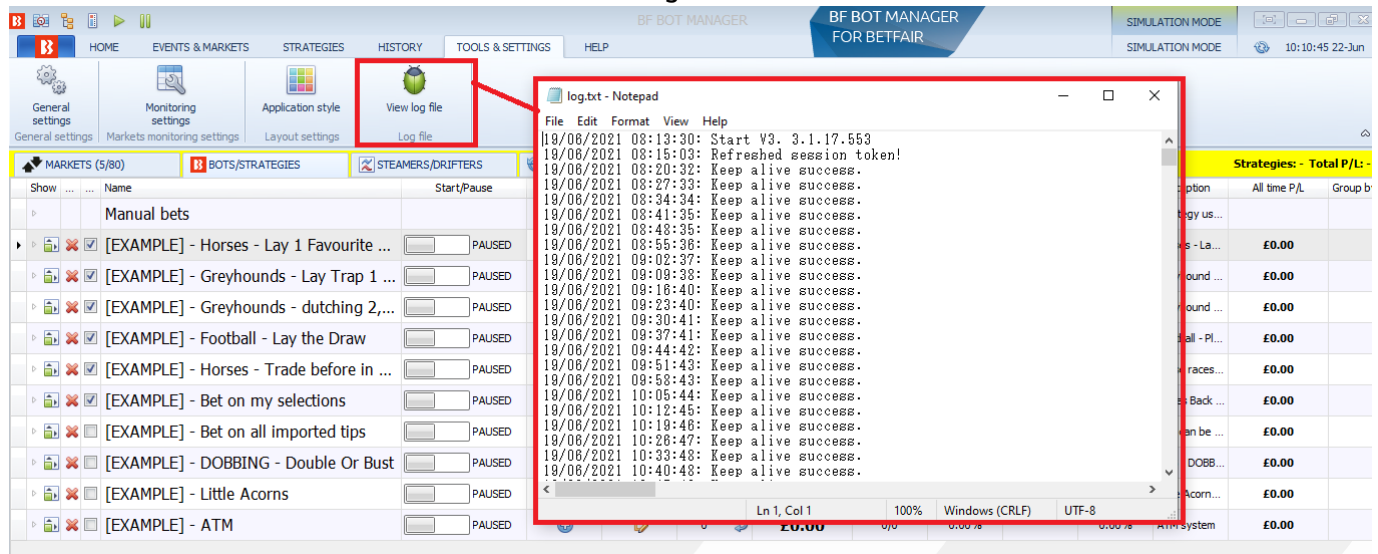 BF BOT MANAGER
BF BOT MANAGER
FOR BETFAIR
SIMULATION MODE
HOME EVENTS & MARKETS STRATEGIES HISTORY TOOLS & SETTINGS HELP
SIMULATION MODE 10:10:45 22-Jun
General settings
Monitoring settings
Application style
View log file
General settings Markets monitoring settings Layout settings Log file
log.txt - Notepad
File Edit Format View Help
19/06/2021 08:13:30: Start V3. 3.1.17.553
19/06/2021 08:15:03: Refreshed session token!
19/06/2021 08:20:32: Keep alive success.
19/06/2021 08:27:33: Keep alive success.
19/06/2021 08:34:34: Keep alive success.
19/06/2021 08:41:35: Keep alive success.
19/06/2021 08:48:35: Keep alive success.
19/06/2021 08:55:36: Keep alive success.
19/06/2021 09:02:37: Keep alive success.
19/06/2021 09:09:38: Keep alive success.
19/06/2021 09:16:40: Keep alive success.
19/06/2021 09:23:40: Keep alive success.
19/06/2021 09:30:41: Keep alive success.
19/06/2021 09:37:41: Keep alive success.
19/06/2021 09:44:42: Keep alive success.
19/06/2021 09:51:43: Keep alive success.
19/06/2021 09:58:43: Keep alive success.
19/06/2021 10:05:44: Keep alive success.
19/06/2021 10:12:45: Keep alive success.
19/06/2021 10:19:46: Keep alive success.
19/06/2021 10:26:47: Keep alive success.
19/06/2021 10:33:48: Keep alive success.
19/06/2021 10:40:48: Keep alive success.
Ln 1, Col 1 100% Windows (CRLF) UTF-8
MARKETS (5/80) BOTS/STRATEGIES STEAMERS/DRIFTERS Strategies: - Total P/L: -
Show ... ... Name Start/Pause All time P/L Group b
Manual bets
[EXAMPLE] - Horses - Lay 1 Favourite ... PAUSED £0.00
[EXAMPLE] - Greyhounds - Lay Trap 1 ... PAUSED £0.00
[EXAMPLE] - Greyhounds - dutching 2,... PAUSED £0.00
[EXAMPLE] - Football - Lay the Draw PAUSED £0.00
[EXAMPLE] - Horses - Trade before in ... PAUSED races... £0.00
[EXAMPLE] - Bet on my selections PAUSED Back ... £0.00
[EXAMPLE] - Bet on all imported tips PAUSED an be ... £0.00
[EXAMPLE] - DOBBING - Double Or Bust PAUSED DOBB... £0.00
[EXAMPLE] - Little Acorns PAUSED Acorn... £0.00
[EXAMPLE] - ATM PAUSED £0.00 ATM system £0.00